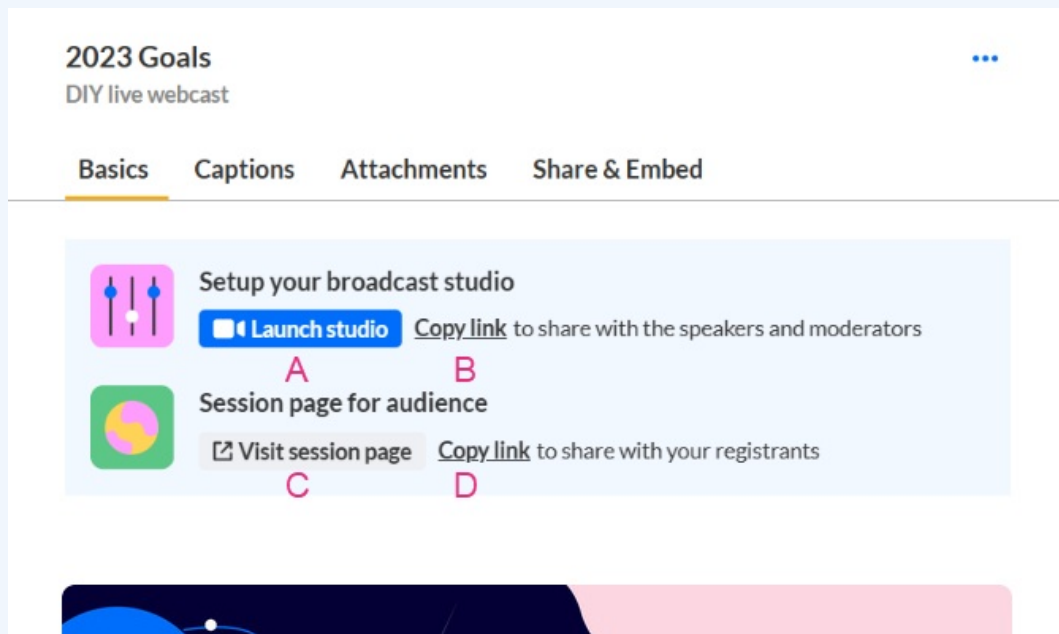 2023 Goals
DIY live webcast
Basics Captions Attachments Share & Embed
Setup your broadcast studio
Launch studio Copy link to share with the speakers and moderators
A B
Session page for audience
Visit session page Copy link to share with your registrants
C D